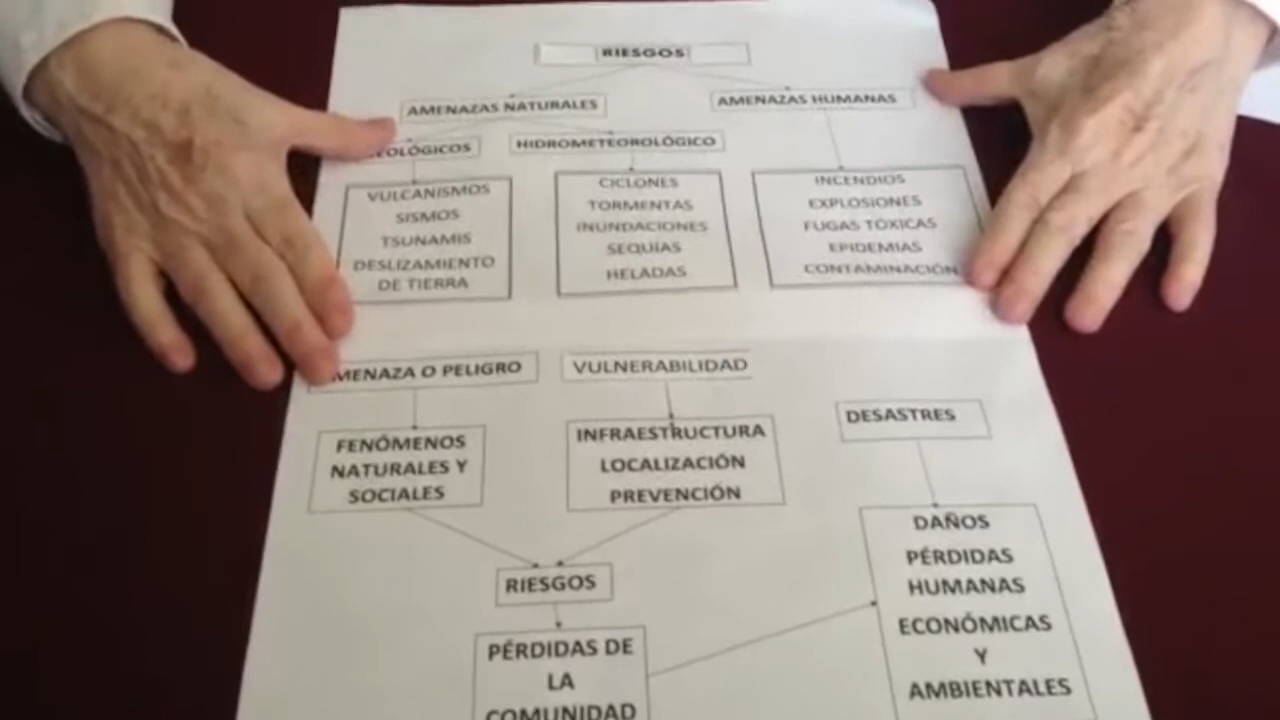 RIESGOS
AMENAZAS NATURALES
AMENAZAS HUMANAS
HIDROMETEOROLÓGICO
VULCANISMOS
SISMOS
TSUNAMIS
DESLIZAMIENTO
DE TIERRA
CICLONES
TORMENTAS
INUNDACIONES
SEQUÍAS
HELADAS
INCENDIOS
EXPLOSIONES
FUGAS TÓXICAS
EPIDEMIAS
CONTAMINACIÓN
O PELIGRO
FENÓMENOS
NATURALES Y
SOCIALES
VULNERABILIDAD
INFRAESTRUCTURA
LOCALIZACIÓN
PREVENCIÓN
RIESGOS
PÉRDIDAS DE
LA
COMUNIDAD
DESASTRES
DAÑOS
PÉRDIDAS
HUMANAS
ECONÓMICAS
Y
AMBIENTALES